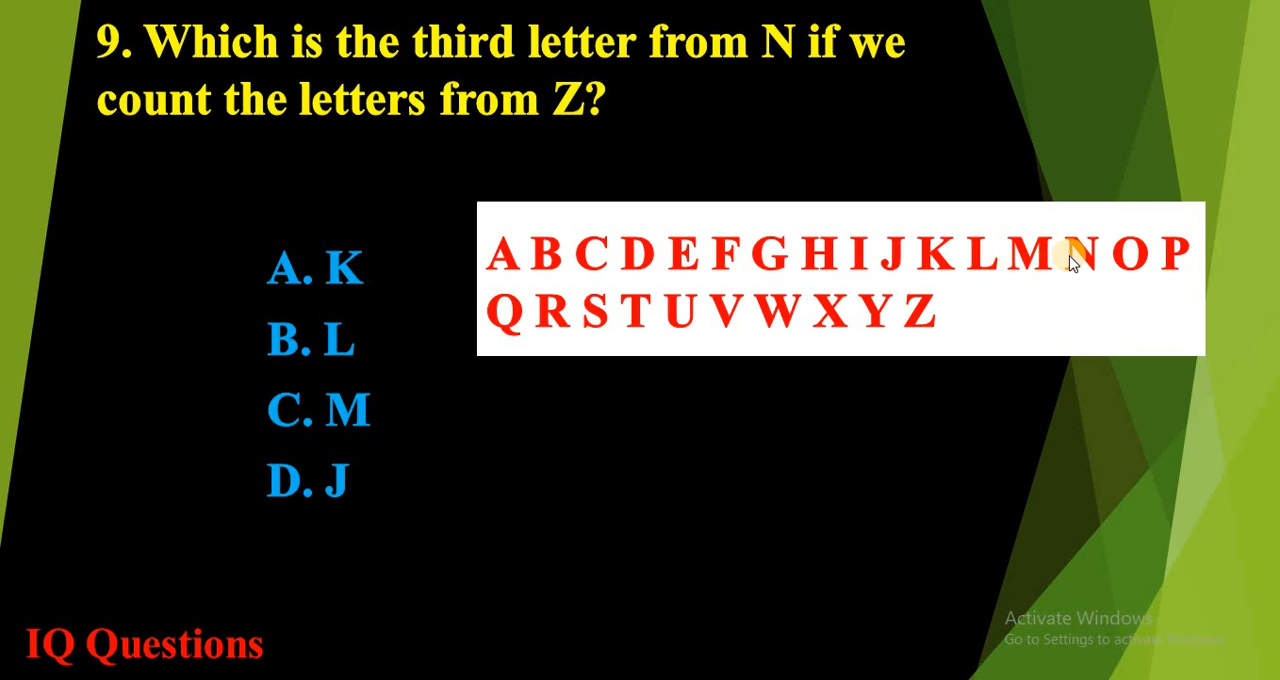 9. Which is the third letter from N if we
count the letters from Z?
A. K
B. L
C. M
D. J
A B C D E F G H I J K L M N O P
Q R S T U V W X Y Z
IQ Questions
Activate Windows
Go to Settings to activate Windows.